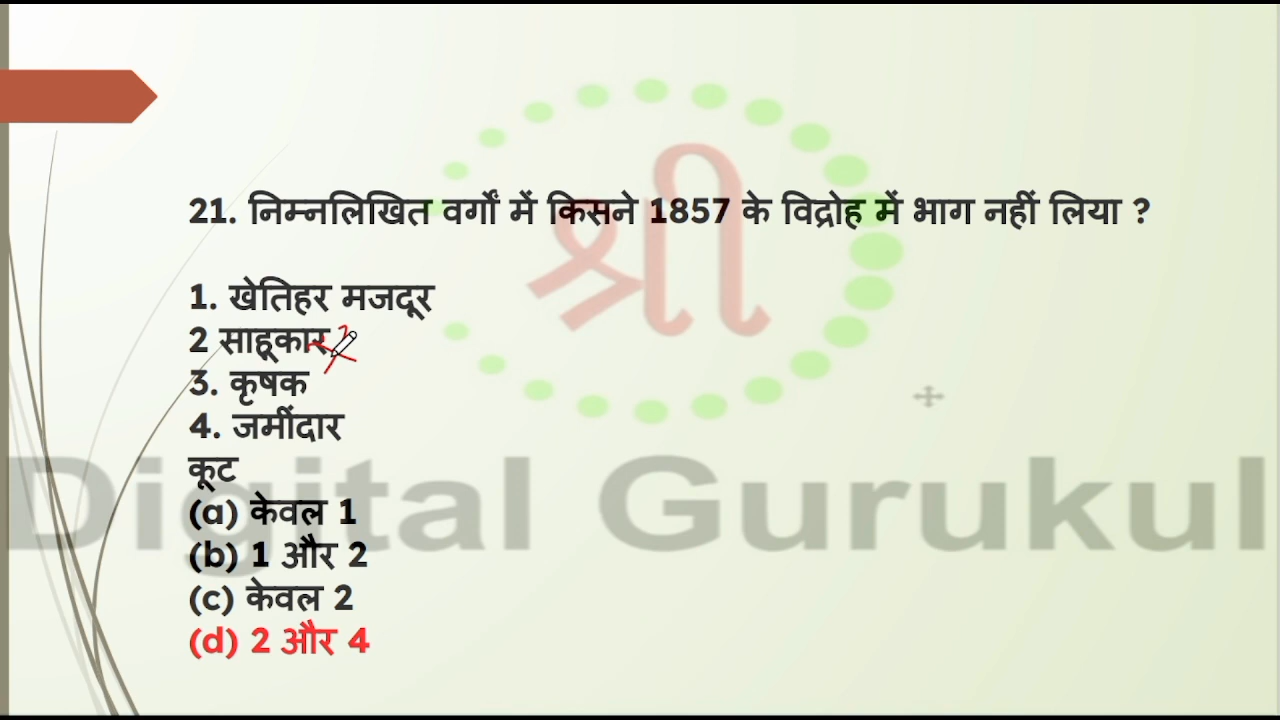 श्री
Digital Gurukul
21. निम्नलिखित वर्गों में किसने 1857 के विद्रोह में भाग नहीं लिया ?
1. खेतिहर मजदूर
2 साहूकार
3. कृषक
4. जमींदार
कूट
(a) केवल 1
(b) 1 और 2
(c) केवल 2
(d) 2 और 4